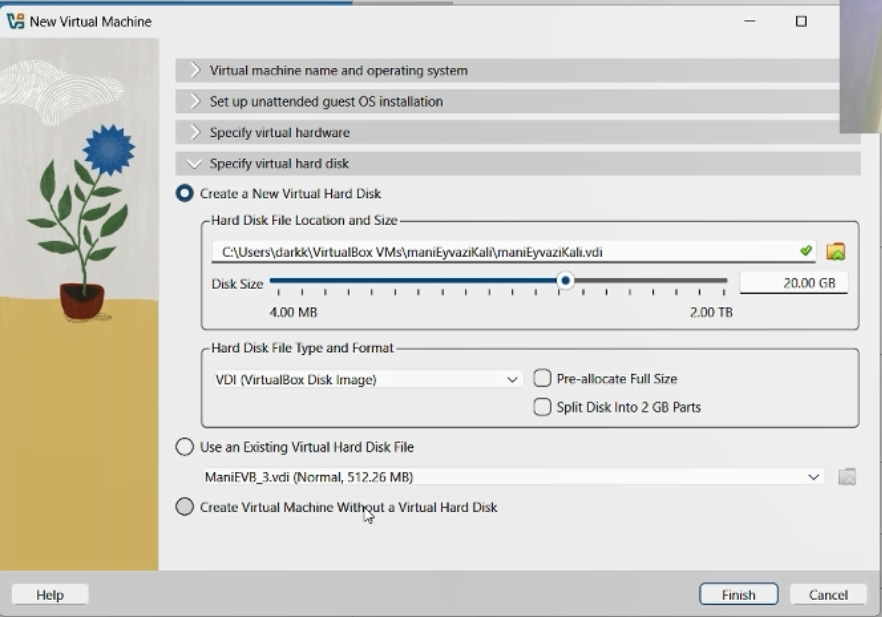 New Virtual Machine
Virtual machine name and operating system
Set up unattended guest OS installation
Specify virtual hardware
Specify virtual hard disk
Create a New Virtual Hard Disk
Hard Disk File Location and Size
C:\Users\darkk\VirtualBox VMs\maniEyvaziKali\maniEyvaziKali.vdi
Disk Size
20.00 GB
4.00 MB
2.00 TB
Hard Disk File Type and Format
VDI (VirtualBox Disk Image)
Pre-allocate Full Size
Split Disk Into 2 GB Parts
Use an Existing Virtual Hard Disk File
ManiEVB_3.vdi (Normal, 512.26 MB)
Create Virtual Machine Without a Virtual Hard Disk
Help
Finish
Cancel